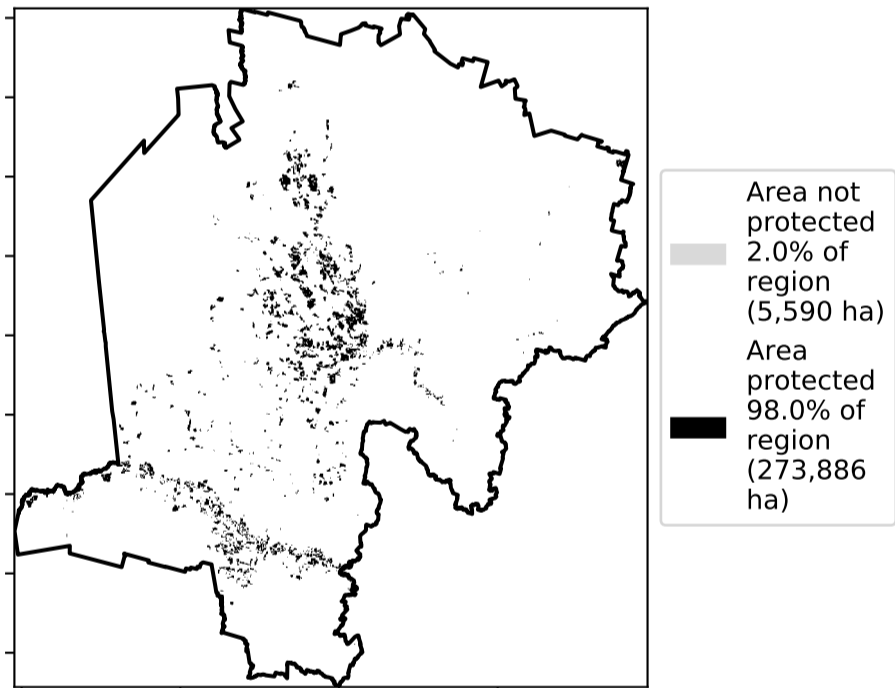 Area not
protected
2.0% of
region
(5,590 ha)
Area
protected
98.0% of
region
(273,886
ha)